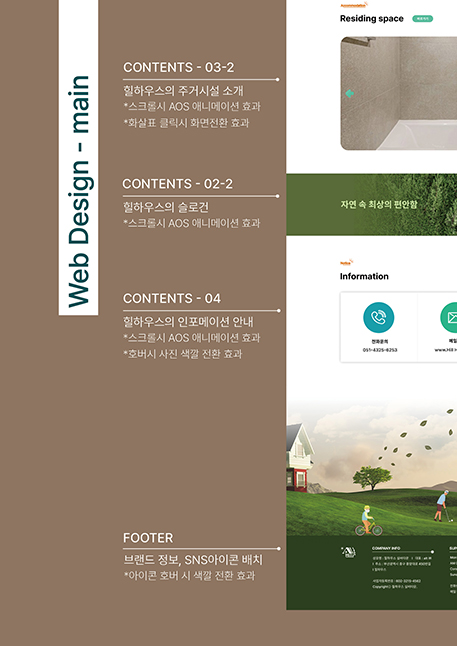 Web Design - main
CONTENTS - 03-2
힐하우스의 주거시설 소개
*스크롤시 AOS 애니메이션 효과
*화살표 클릭시 화면전환 효과
CONTENTS - 02-2
힐하우스의 슬로건
*스크롤시 AOS 애니메이션 효과
CONTENTS - 04
힐하우스의 인포메이션 안내
*스크롤시 AOS 애니메이션 효과
*호버시 사진 색깔 전환 효과
FOOTER
브랜드 정보, SNS아이콘 배치
*아이콘 호버 시 색깔 전환 효과
Accommodation
Residing space
자연 속 최상의 편안함
Notice
Information
전화문의
051-4325-6253
COMPANY INFO